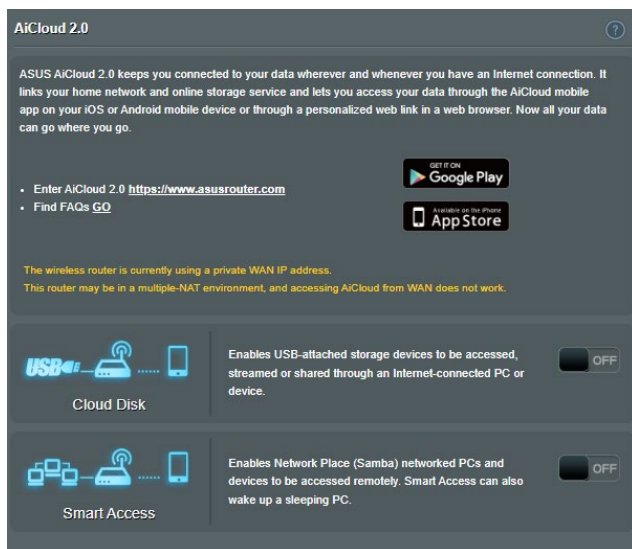 AiCloud 2.0
?
ASUS AiCloud 2.0 keeps you connected to your data wherever and whenever you have an Internet connection. It
links your home network and online storage service and lets you access your data through the AiCloud mobile
app on your iOS or Android mobile device or through a personalized web link in a web browser. Now all your data
can go where you go.
GET IT ON
Google Play
• Enter AiCloud 2.0 https://www.asusrouter.com
• Find FAQs GO
Available on the iPhone
App Store
The wireless router is currently using a private WAN IP address.
This router may be in a multiple-NAT environment, and accessing AiCloud from WAN does not work.
USB
Cloud Disk
Enables USB-attached storage devices to be accessed,
streamed or shared through an Internet-connected PC or
device.
OFF
Smart Access
Enables Network Place (Samba) networked PCs and
devices to be accessed remotely. Smart Access can also
wake up a sleeping PC.
OFF